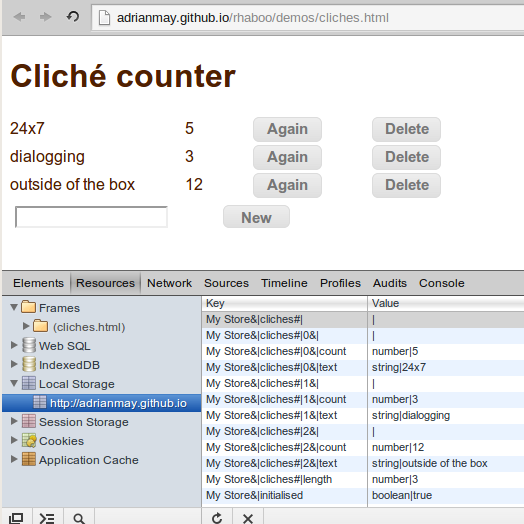 adrianmay.github.io/rhaboo/demos/cliches.html
Cliché counter
24x7 5 Again Delete
dialogging 3 Again Delete
outside of the box 12 Again Delete
New
Elements Resources Network Sources Timeline Profiles Audits Console
Frames
(cliches.html)
Web SQL
IndexedDB
Local Storage
http://adrianmay.github.io
Session Storage
Cookies
Application Cache
Key Value
My Store&|cliches#| |
My Store&|cliches#|0&| |
My Store&|cliches#|0&|count number|5
My Store&|cliches#|0&|text string|24x7
My Store&|cliches#|1&| |
My Store&|cliches#|1&|count number|3
My Store&|cliches#|1&|text string|dialogging
My Store&|cliches#|2&| |
My Store&|cliches#|2&|count number|12
My Store&|cliches#|2&|text string|outside of the box
My Store&|cliches#|length number|3
My Store&|initialised boolean|true